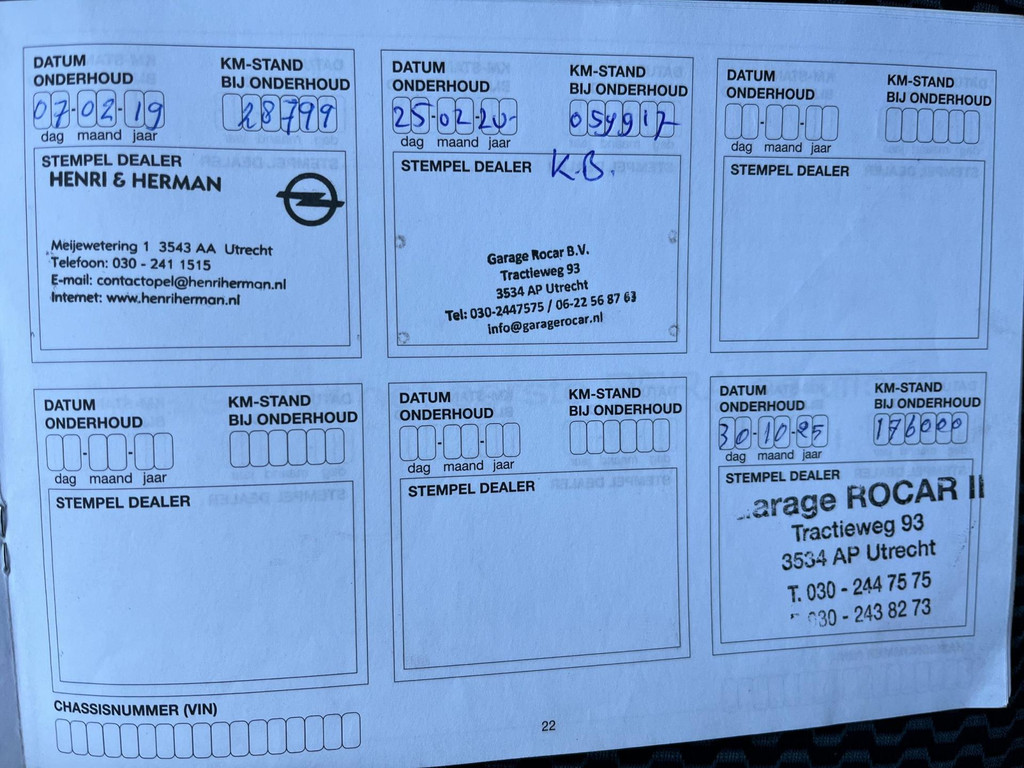 DATUM ONDERHOUD
KM-STAND BIJ ONDERHOUD
07-02-19
28799
dag maand jaar
STEMPEL DEALER
HENRI & HERMAN
Meijewetering 1 3543 AA Utrecht
Telefoon: 030 - 241 1515
E-mail: contactopel@henriherman.nl
Internet: www.henriherman.nl
DATUM ONDERHOUD
KM-STAND BIJ ONDERHOUD
25-02-20
059917
dag maand jaar
STEMPEL DEALER
K.B.
Garage Rocar B.V.
Tractieweg 93
3534 AP Utrecht
Tel: 030-2447575 / 06-22 56 87 63
info@garagerocar.nl
DATUM ONDERHOUD
KM-STAND BIJ ONDERHOUD
dag maand jaar
STEMPEL DEALER
DATUM ONDERHOUD
KM-STAND BIJ ONDERHOUD
dag maand jaar
STEMPEL DEALER
DATUM ONDERHOUD
KM-STAND BIJ ONDERHOUD
dag maand jaar
STEMPEL DEALER
DATUM ONDERHOUD
KM-STAND BIJ ONDERHOUD
30-10-25
176000
dag maand jaar
STEMPEL DEALER
arage ROCAR II
Tractieweg 93
3534 AP Utrecht
T. 030 - 244 75 75
030 - 243 82 73
CHASSISNUMMER (VIN)
22